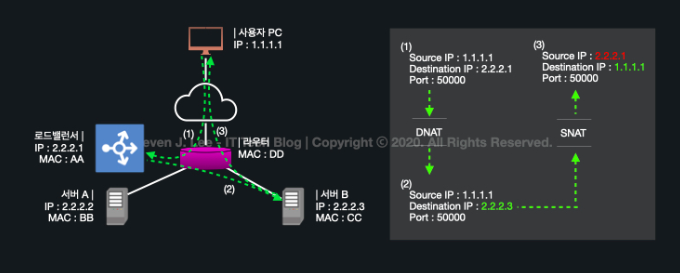 | 사용자 PC
IP : 1.1.1.1
(1)
(3)
로드밸런서 |
IP : 2.2.2.1
MAC : AA
| 라우터
MAC : DD
(2)
서버 A |
IP : 2.2.2.2
MAC : BB
| 서버 B
IP : 2.2.2.3
MAC : CC
(1)
Source IP : 1.1.1.1
Destination IP : 2.2.2.1
Port : 50000
DNAT
(2)
Source IP : 1.1.1.1
Destination IP : 2.2.2.3
Port : 50000
(3)
Source IP : 2.2.2.1
Destination IP : 1.1.1.1
Port : 50000
SNAT
even J. Lee - IT Blog | Copyright © 2020. All Rights Reserved.